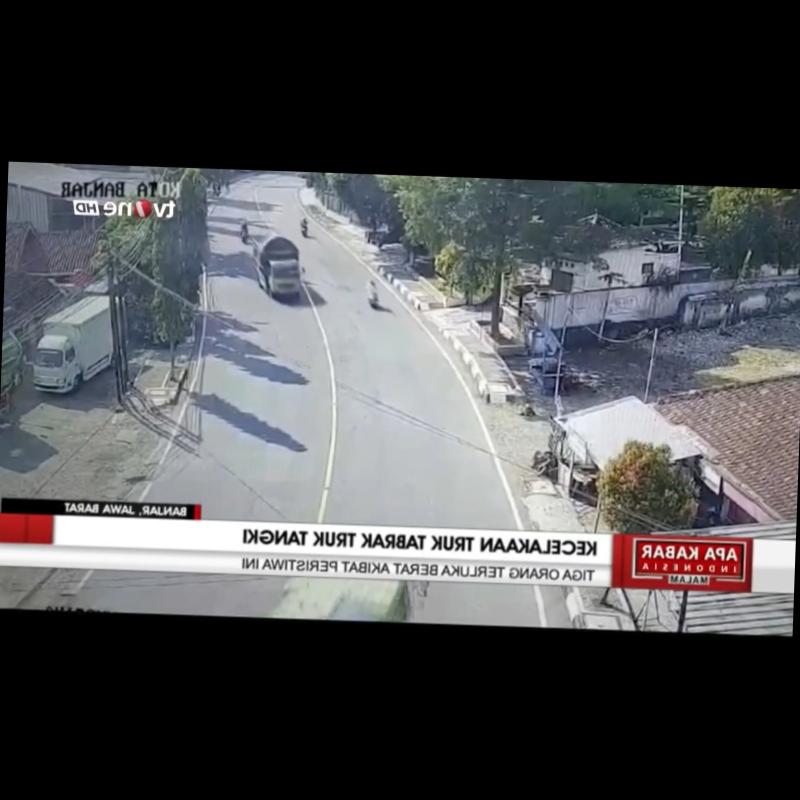 KOTA BANJAR
tvOne HD
BANJAR, JAWA BARAT
APA KABAR
INDONESIA
MALAM
KECELAKAAN TRUK TABRAK TRUK TANGKI
TIGA ORANG TERLUKA BERAT AKIBAT PERISTIWA INI